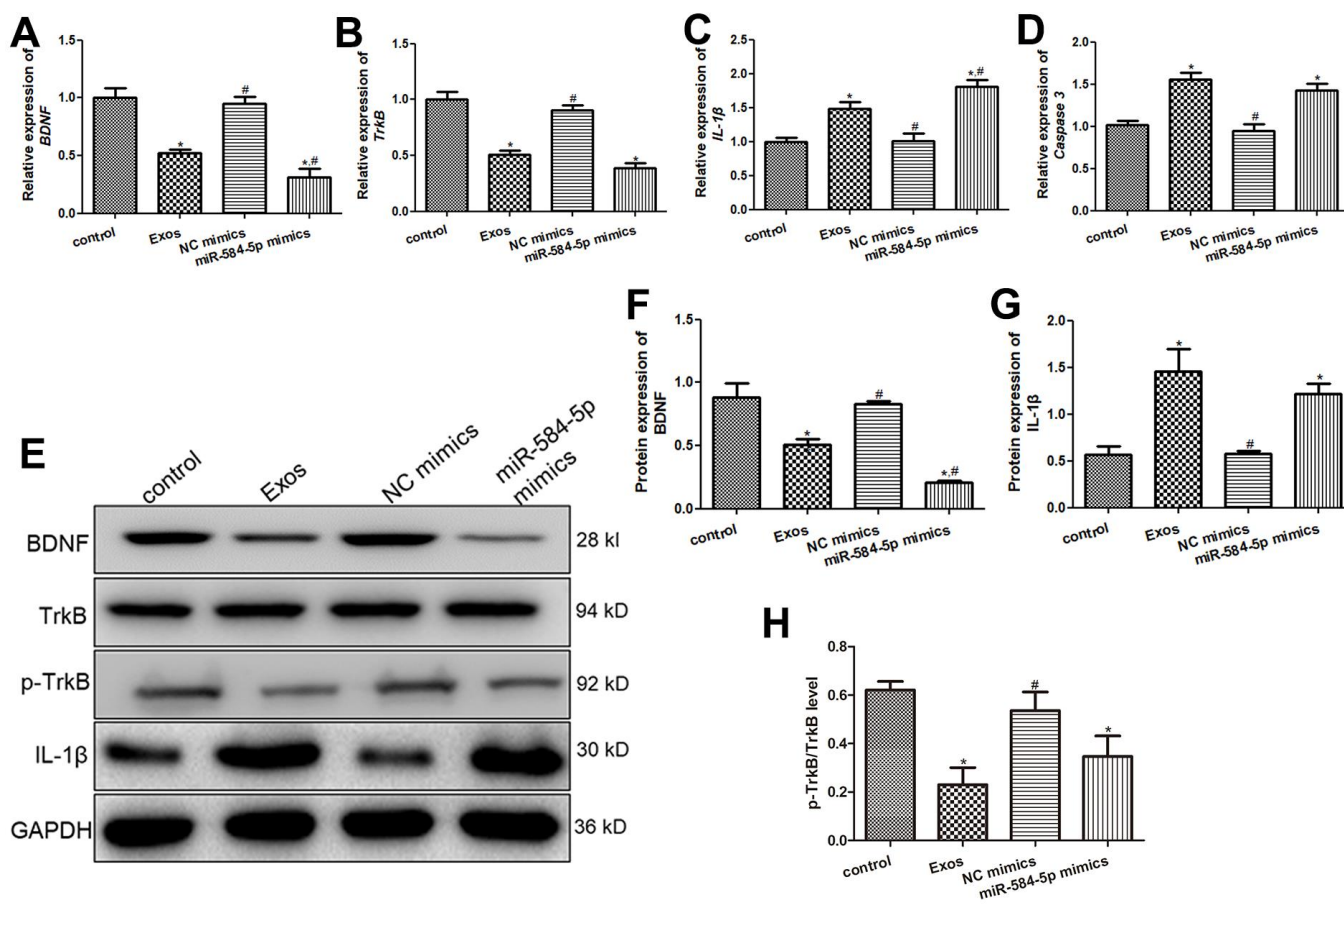 A
Relative expression of
BDNF
1.5
1.0
0.5
0.0
*
#
*,#
control
Exos
NC mimics
miR-584-5p mimics
B
Relative expression of
TrkB
1.5
1.0
0.5
0.0
*
#
*
control
Exos
NC mimics
miR-584-5p mimics
C
Relative expression of
IL-1β
2.5
2.0
1.5
1.0
0.5
0.0
*
#
*,#
control
Exos
NC mimics
miR-584-5p mimics
D
Relative expression of
Caspase 3
2.0
1.5
1.0
0.5
0.0
*
#
*
control
Exos
NC mimics
miR-584-5p mimics
E
control
Exos
NC mimics
miR-584-5p
mimics
BDNF
28 kl
TrkB
94 kD
p-TrkB
92 kD
IL-1β
30 kD
GAPDH
36 kD
F
Protein expression of
BDNF
1.5
1.0
0.5
0.0
*
#
*,#
control
Exos
NC mimics
miR-584-5p mimics
G
Protein expression of
IL-1β
2.0
1.5
1.0
0.5
0.0
*
#
*
control
Exos
NC mimics
miR-584-5p mimics
H
p-TrkB/TrkB level
0.8
0.6
0.4
0.2
0.0
*
#
*
control
Exos
NC mimics
miR-584-5p mimics